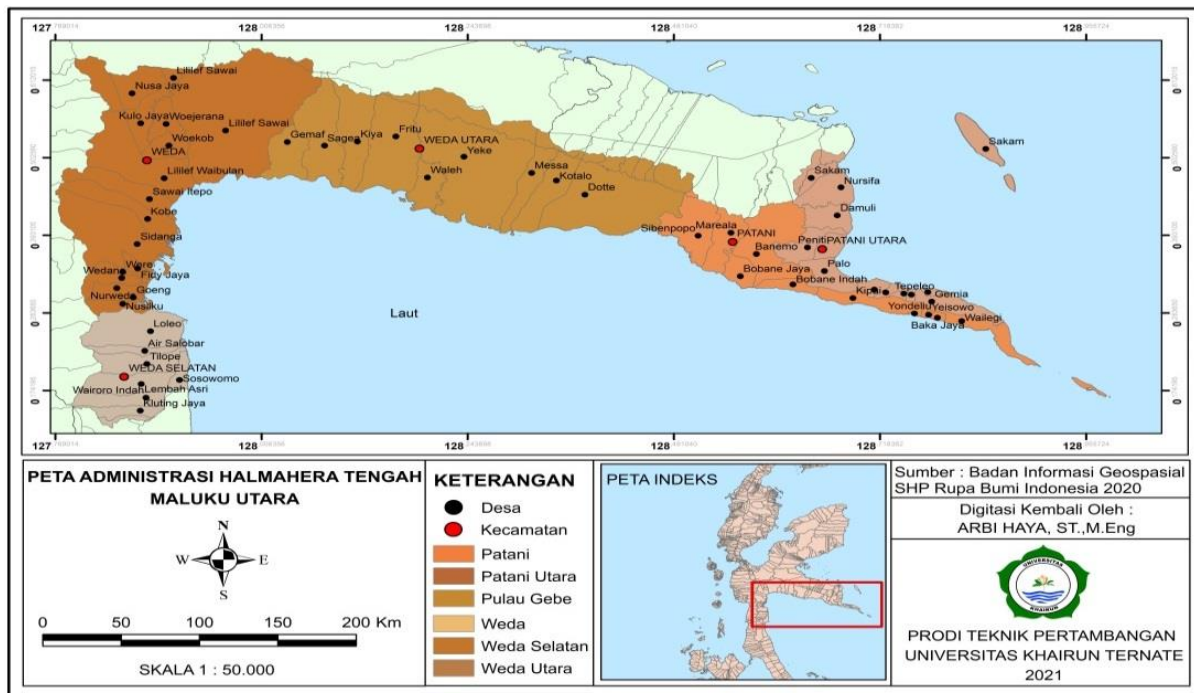 127 128 128 128 128 128
Lililef Sawai
Nusa Jaya
Kulo Jaya Woejerana
Lililef Sawai
Woekob
WEDA
Lililef Waibulan
Sawai Itepo
Kobe
Sidanga
Were
Wedana
Fidy Jaya
Nurweda
Goeng
Nusliku
Loleo
Air Salobar
Tilope
WEDA SELATAN
Sosowomo
Wairoro Indah
Lembah Asri
Kluting Jaya
Gemaf
Sagea
Kiya
Fritu
WEDA UTARA
Yeke
Waleh
Messa
Kotalo
Dotte
Sakam
Sakam
Nursifa
Damuli
Sibenpopo
Mareala
PATANI
Banemo
Peniti
PATANI UTARA
Palo
Bobane Jaya
Bobane Indah
Kipai
Tepeleo
Gemia
Yondeliu
Yeisowo
Baka Jaya
Wailegi
Laut
127 128 128 128 128 128
PETA ADMINISTRASI HALMAHERA TENGAH
MALUKU UTARA
N
W E
S
0 50 100 150 200 Km
SKALA 1 : 50.000
KETERANGAN
Desa
Kecamatan
Patani
Patani Utara
Pulau Gebe
Weda
Weda Selatan
Weda Utara
PETA INDEKS
Sumber : Badan Informasi Geospasial
SHP Rupa Bumi Indonesia 2020
Digitasi Kembali Oleh :
ARBI HAYA, ST.,M.Eng
UNIVERSITAS
KHAIRUN
PRODI TEKNIK PERTAMBANGAN
UNIVERSITAS KHAIRUN TERNATE
2021